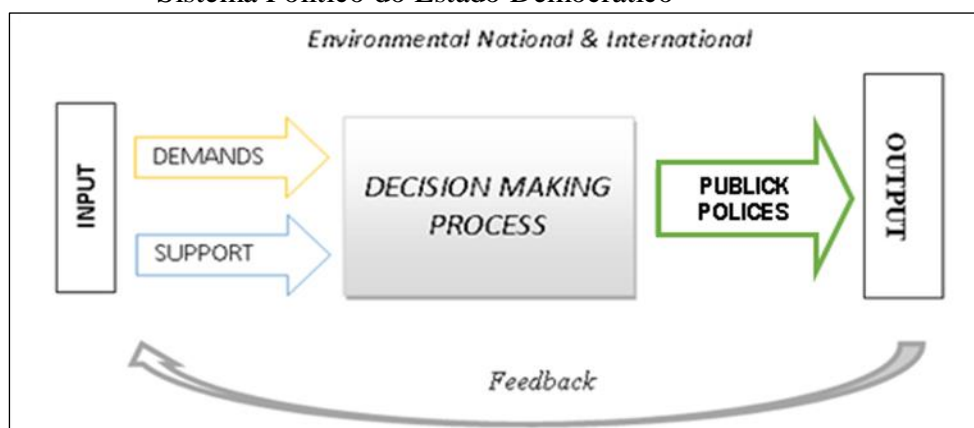 Sistema Político do Estado Democrático
Environmental National & International
INPUT
DEMANDS
SUPPORT
DECISION MAKING
PROCESS
PUBLICK
POLICES
OUTPUT
Feedback